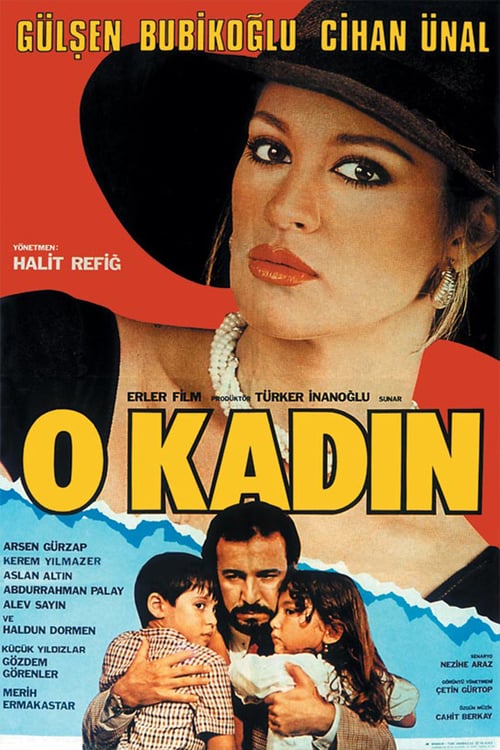 GÜLŞEN BUBİKOĞLU CİHAN ÜNAL
YÖNETMEN:
HALİT REFİĞ
ERLER FİLM PRODÜKTÖR TÜRKER İNANOĞLU SUNAR
O KADIN
ARSEN GÜRZAP
KEREM YILMAZER
ASLAN ALTIN
ABDURRAHMAN PALAY
ALEV SAYIN
VE
HALDUN DORMEN
KÜÇÜK YILDIZLAR
GÖZDEM
GÖRENLER
MERİH
ERMAKASTAR
SENARYO
NEZİHE ARAZ
GÖRÜNTÜ YÖNETMENİ
ÇETİN GÜRTOP
ÖZGÜN MÜZİK
CAHİT BERKAY